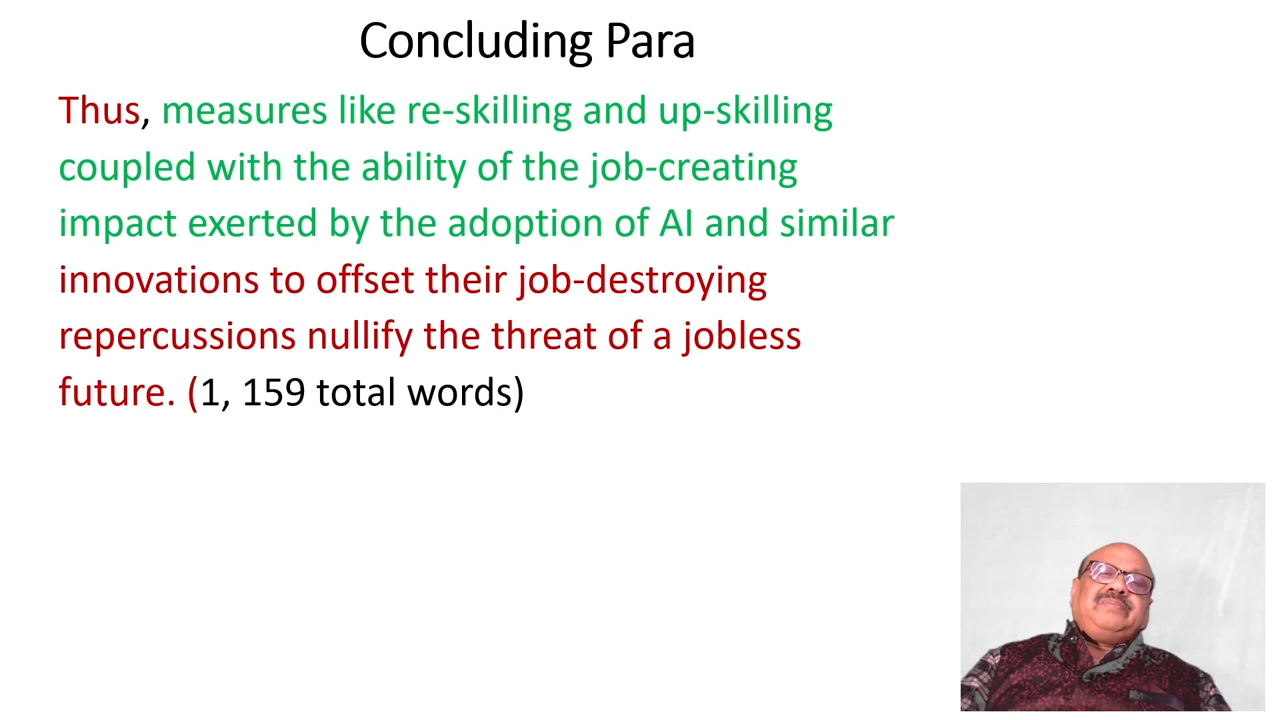 Concluding Para
Thus, measures like re-skilling and up-skilling
coupled with the ability of the job-creating
impact exerted by the adoption of AI and similar
innovations to offset their job-destroying
repercussions nullify the threat of a jobless
future. (1, 159 total words)